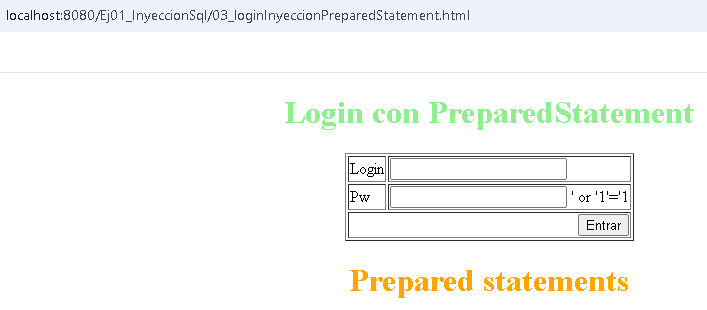 localhost:8080/Ej01_InyeccionSql/03_loginInyeccionPreparedStatement.html
Login con PreparedStatement
Login
Pw ' or '1'='1
Entrar
Prepared statements